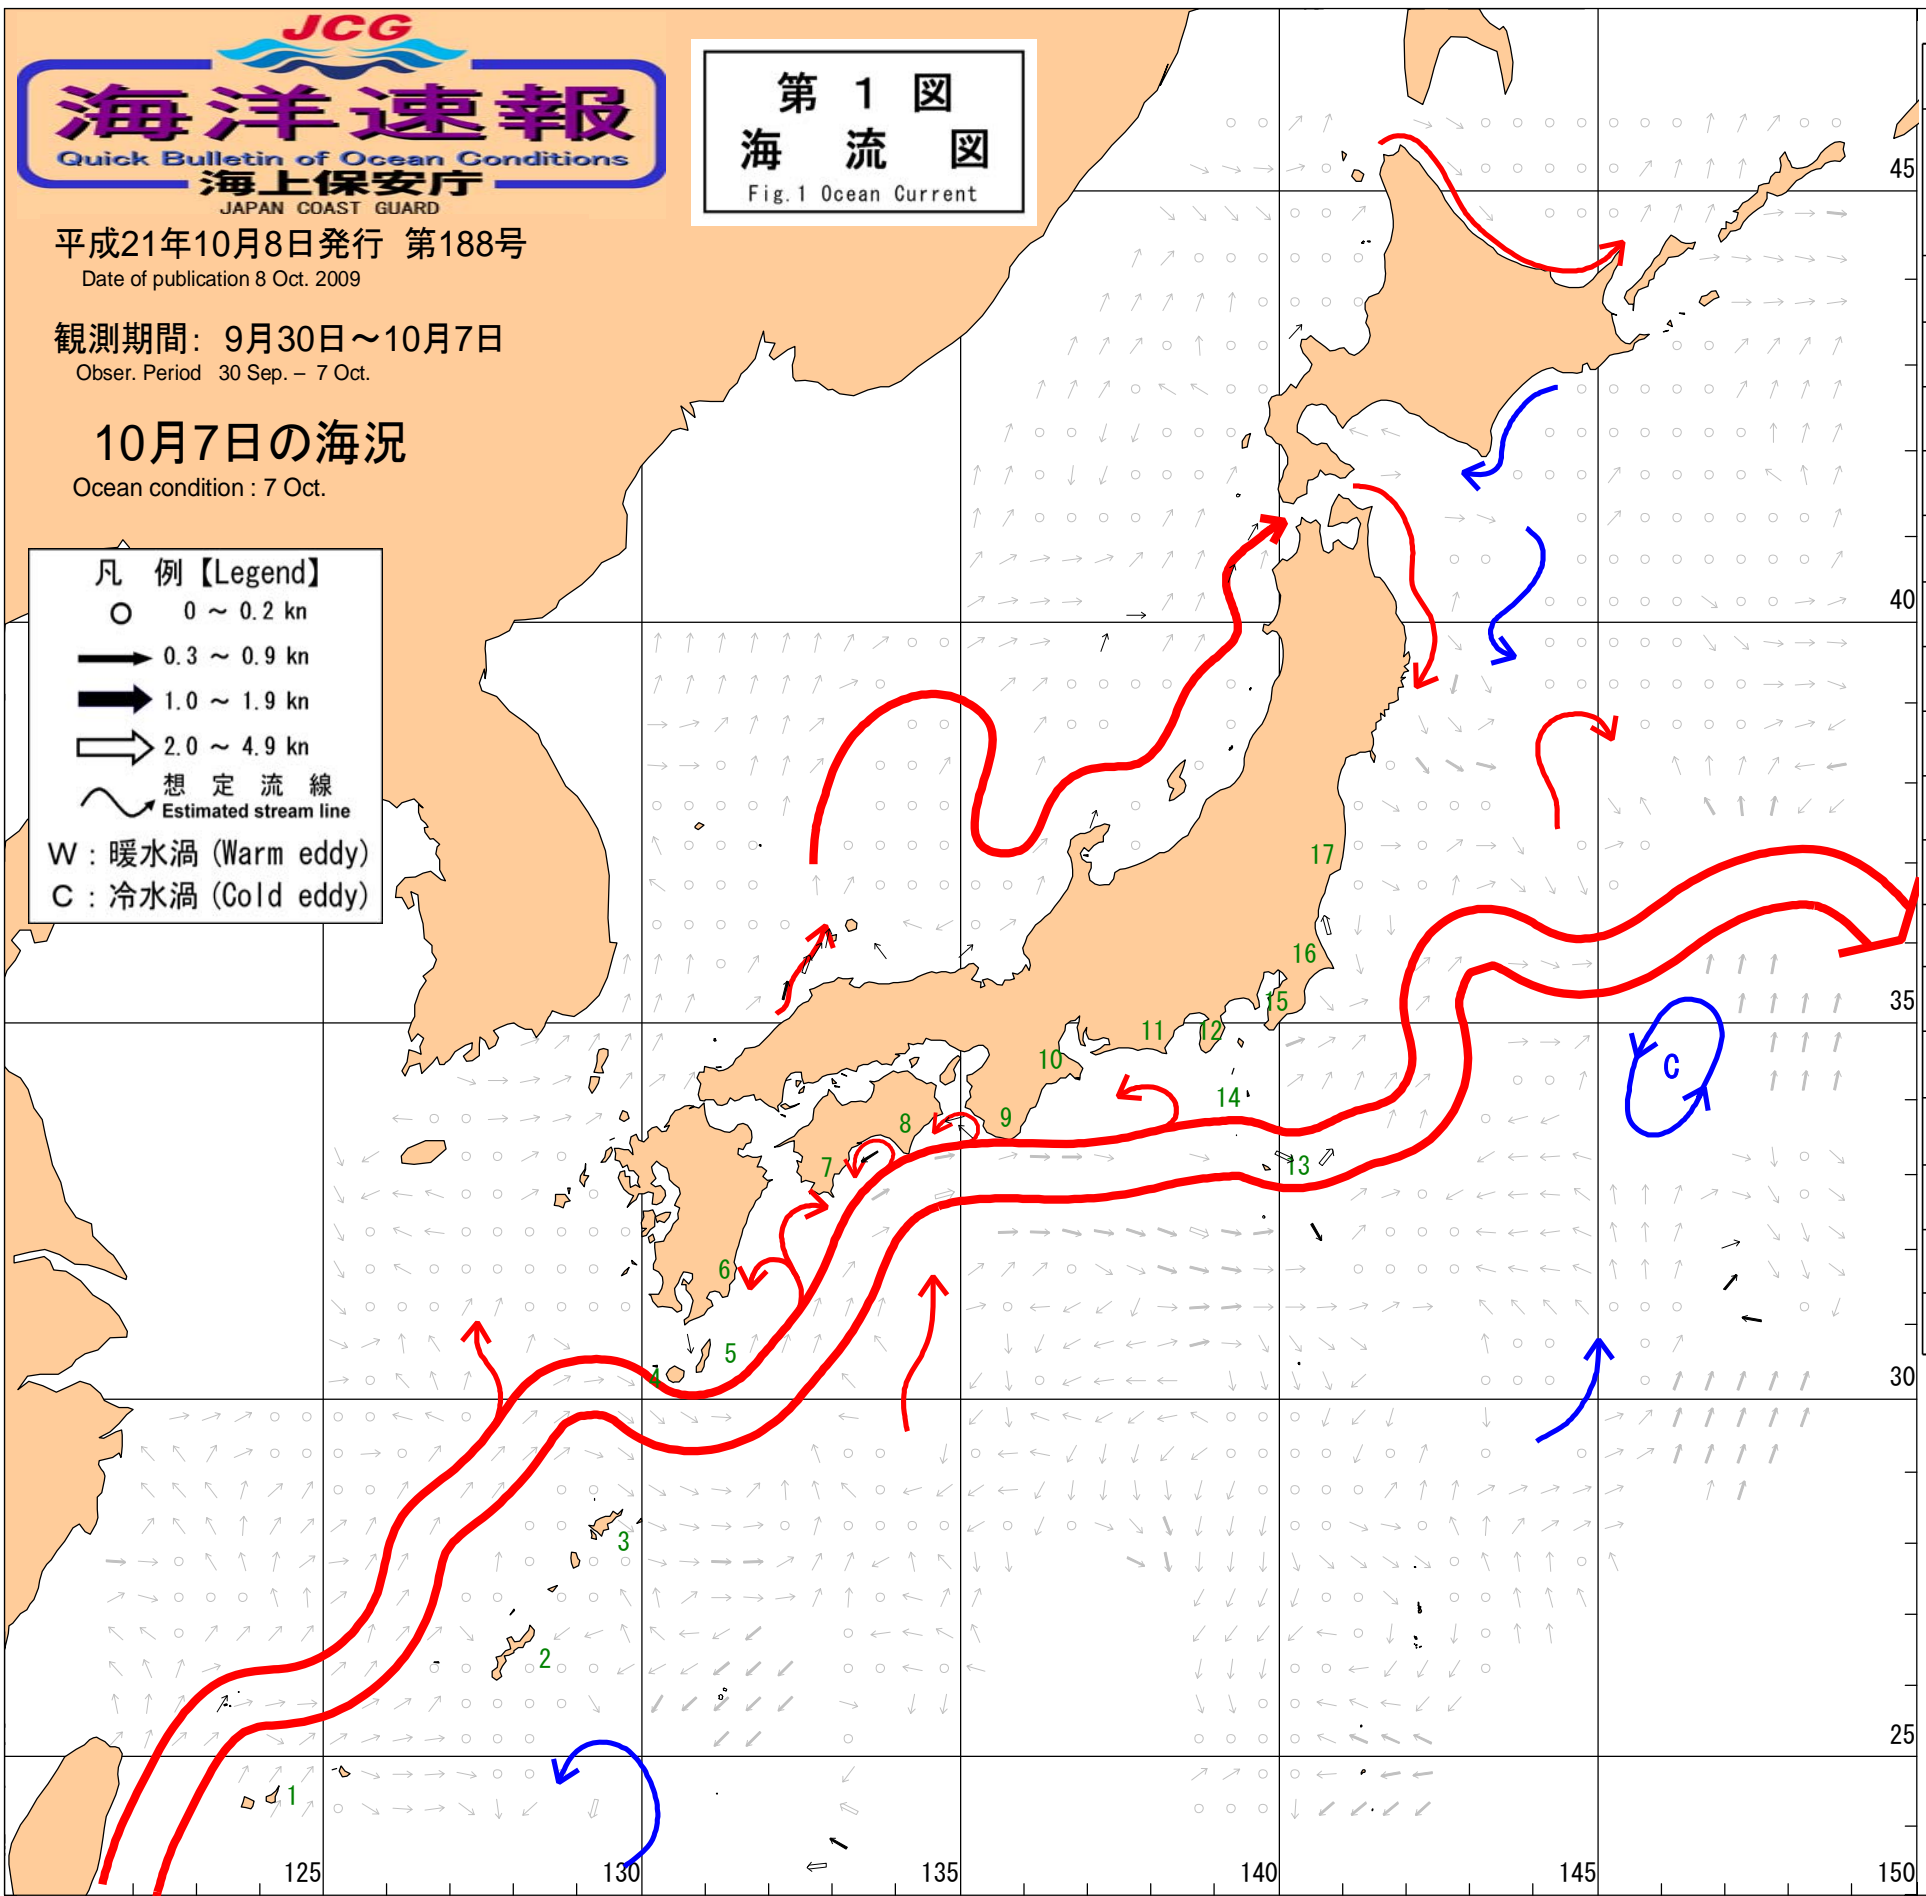 JCG
海洋速報
Quick Bulletin of Ocean Conditions
海上保安庁
JAPAN COAST GUARD
第 1 図
海 流 図
Fig.1 Ocean Current
平成21年10月8日発行 第188号
Date of publication 8 Oct. 2009
観測期間: 9月30日～10月7日
Obser. Period 30 Sep. – 7 Oct.
10月7日の海況
Ocean condition : 7 Oct.
凡 例【Legend】
0 ～ 0.2 kn
0.3 ～ 0.9 kn
1.0 ～ 1.9 kn
2.0 ～ 4.9 kn
想 定 流 線
Estimated stream line
W : 暖水渦 (Warm eddy)
C : 冷水渦 (Cold eddy)
45
40
17
16
35
15
11
12
10
C
14
9
8
7
13
6
5
4
30
3
2
25
1
125
130
135
140
145
150